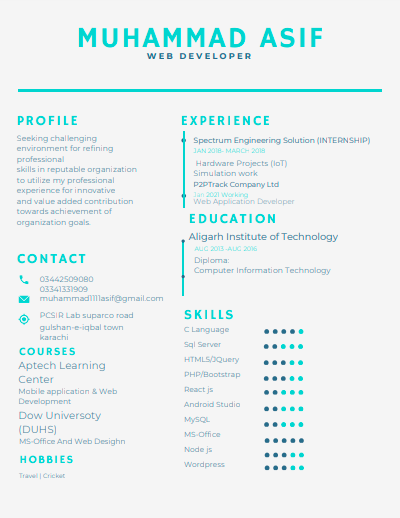 MUHAMMAD ASIF
WEB DEVELOPER
PROFILE
Seeking challenging
environment for refining
professional
skills in reputable organization
to utilize my professional
experience for innovative
and value added contribution
towards achievement of
organization goals.
CONTACT
03442509080
03341331909
muhammad1111asif@gmail.com
PCSIR Lab suparco road
gulshan-e-iqbal town
karachi
COURSES
Aptech Learning
Center
Mobile application & Web
Development
Dow Universoty
(DUHS)
MS-Office And Web Desighn
HOBBIES
Travel | Cricket
EXPERIENCE
Spectrum Engineering Solution (INTERNSHIP)
JAN 2018- MARCH 2018
Hardware Projects (IoT)
Simulation work
P2PTrack Company Ltd
Jan 2021 Warking
Web Application Developer
EDUCATION
Aligarh Institute of Technology
AUG 2013 -AUG 2016
Diploma:
Computer Information Technology
SKILLS
C Language
Sql Server
HTML5/JQuery
PHP/Bootstrap
React js
Android Studio
MySQL
MS-Office
Node js
Wordpress